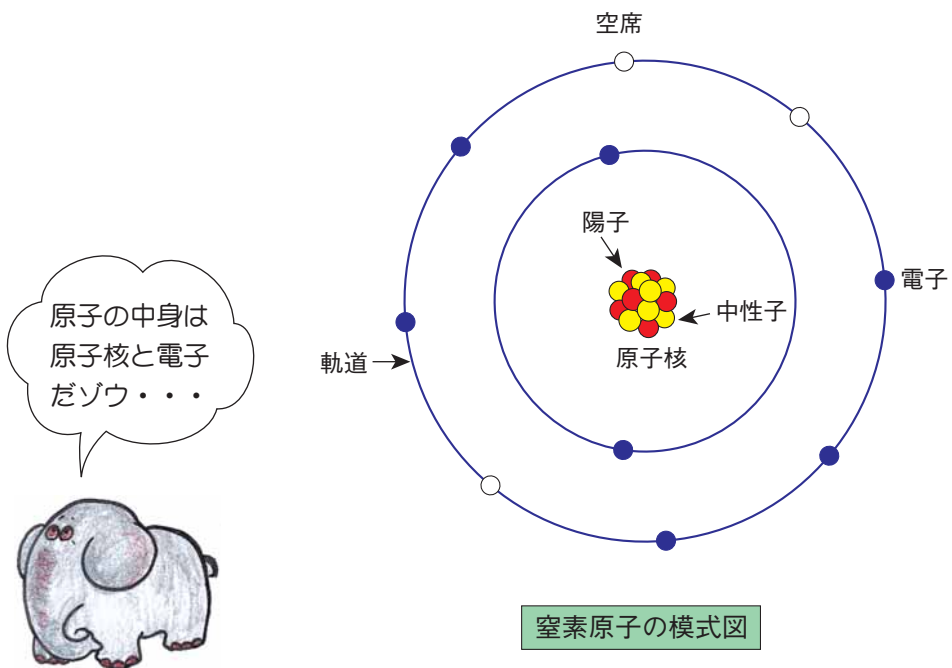 空席
陽子
電子
中性子
原子の中身は
原子核と電子
だゾウ・・・
軌道
原子核
窒素原子の模式図